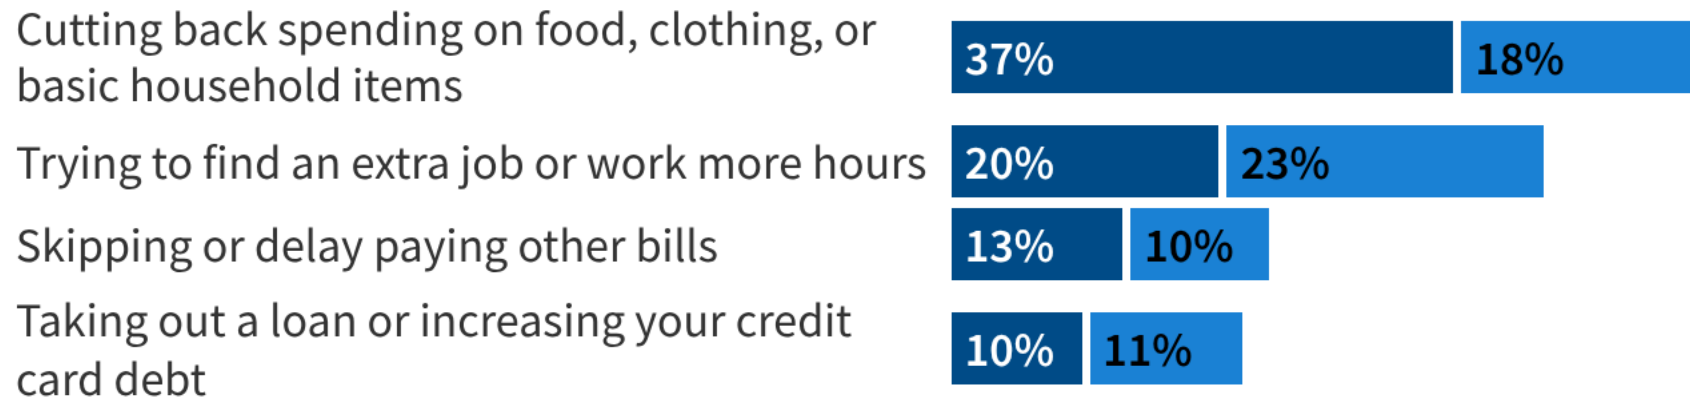 Cutting back spending on food, clothing, or
basic household items
37% 18%
Trying to find an extra job or work more hours 20% 23%
Skipping or delay paying other bills 13% 10%
Taking out a loan or increasing your credit
card debt
10% 11%